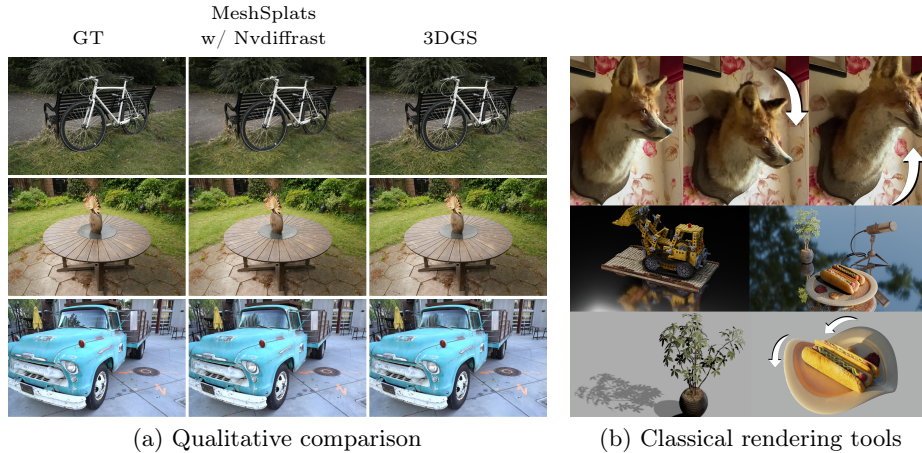 MeshSplats
GT w/ Nvdiffrast 3DGS
(a) Qualitative comparison
(b) Classical rendering tools